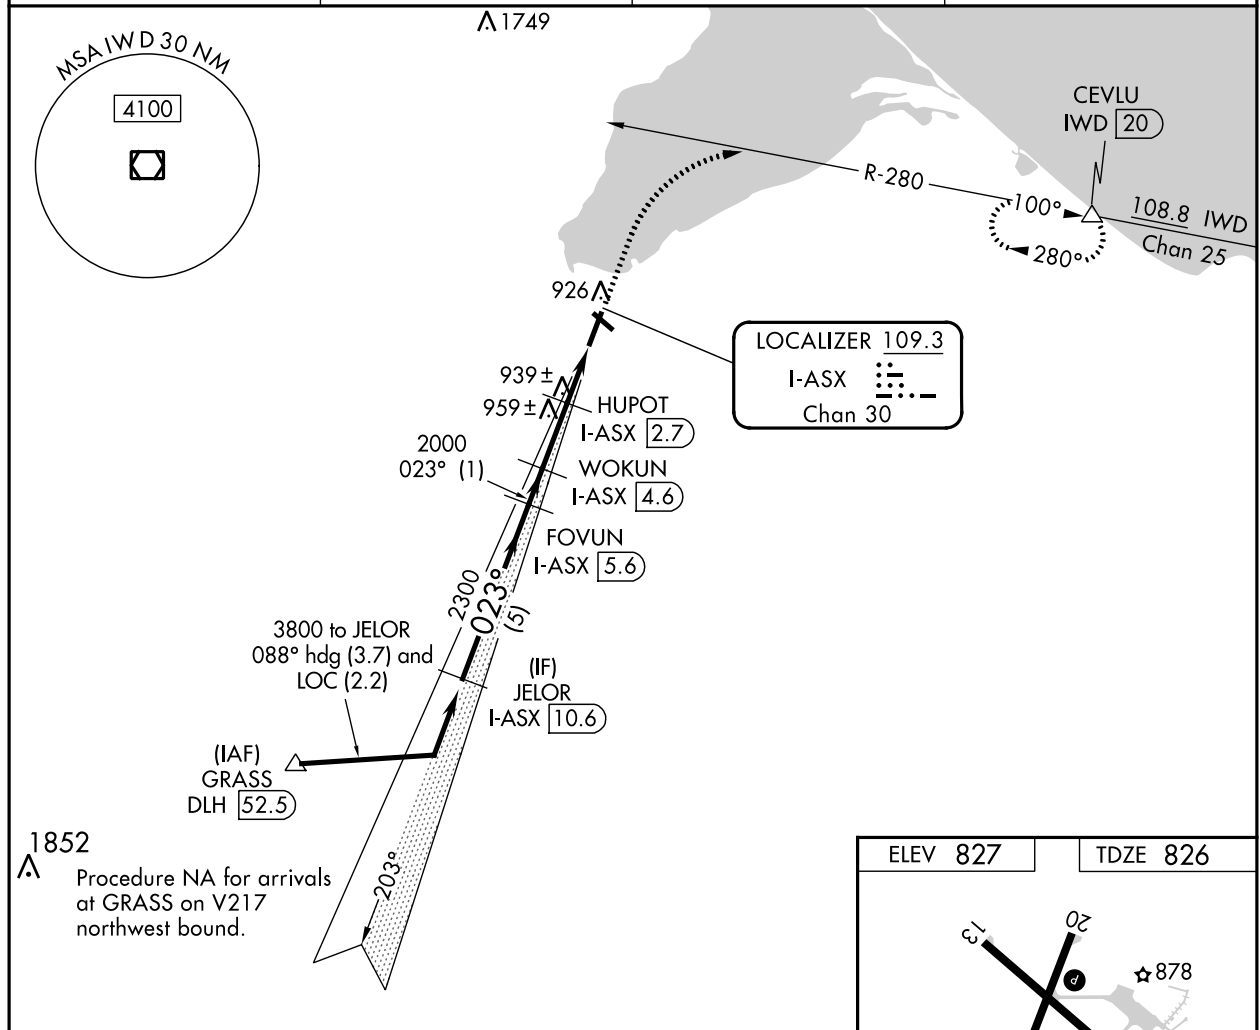 1749
MSA IWD 30 NM
4100
CEVLU
IWD 20
R-280
100°
280°
108.8 IWD
Chan 25
926
LOCALIZER 109.3
I-ASX
Chan 30
939±
959±
HUPOT
I-ASX 2.7
2000
023° (1)
WOKUN
I-ASX 4.6
FOVUN
I-ASX 5.6
2300
023°
(5)
3800 to JELOR
088° hdg (3.7) and
LOC (2.2)
(IF)
JELOR
I-ASX 10.6
(IAF)
GRASS
DLH 52.5
203°
1852
Procedure NA for arrivals
at GRASS on V217
northwest bound.
ELEV 827
TDZE 826
13
20
P
878